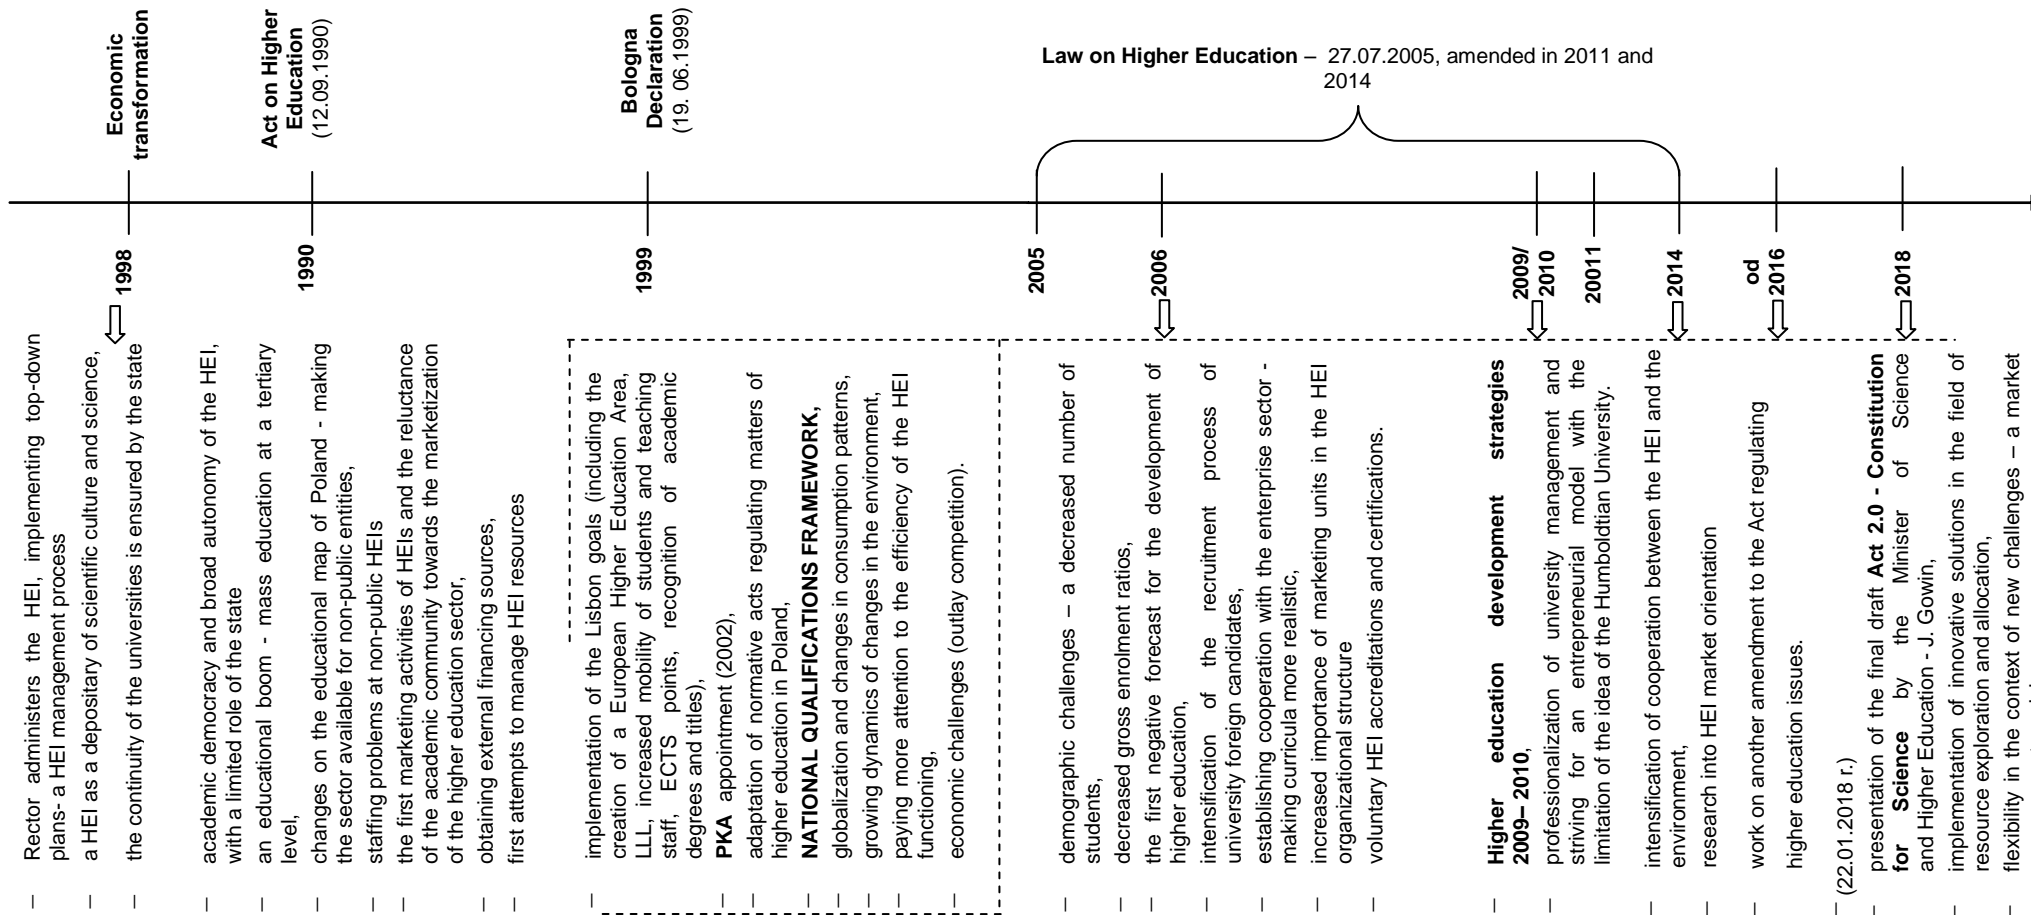 Economic
transformation
Act on Higher
Education
(12.09.1990)
Bologna
Declaration
(19. 06.1999)
Law on Higher Education – 27.07.2005, amended in 2011 and
2014
1998
1990
1999
2005
2006
2009/
2010
20011
2014
od
2016
2018
– Rector administers the HEI, implementing top-down
plans- a HEI management process
– a HEI as a depositary of scientific culture and science,
– the continuity of the universities is ensured by the state
– academic democracy and broad autonomy of the HEI,
with a limited role of the state
– an educational boom - mass education at a tertiary
level,
– changes on the educational map of Poland - making
the sector available for non-public entities,
– staffing problems at non-public HEIs
– the first marketing activities of HEIs and the reluctance
of the academic community towards the marketization
of the higher education sector,
– obtaining external financing sources,
– first attempts to manage HEI resources
– implementation of the Lisbon goals (including the
creation of a European Higher Education Area,
LLL, increased mobility of students and teaching
staff, ECTS points, recognition of academic
degrees and titles),
– PKA appointment (2002),
– adaptation of normative acts regulating matters of
higher education in Poland,
– NATIONAL QUALIFICATIONS FRAMEWORK,
– globalization and changes in consumption patterns,
– growing dynamics of changes in the environment,
– paying more attention to the efficiency of the HEI
functioning,
– economic challenges (outlay competition).
– demographic challenges – a decreased number of
students,
– decreased gross enrolment ratios,
– the first negative forecast for the development of
higher education,
– intensification of the recruitment process of
university foreign candidates,
– establishing cooperation with the enterprise sector -
making curricula more realistic,
– increased importance of marketing units in the HEI
organizational structure
– voluntary HEI accreditations and certifications.
– Higher education development strategies
2009– 2010,
– professionalization of university management and
striving for an entrepreneurial model with the
limitation of the idea of the Humboldtian University.
– intensification of cooperation between the HEI and the
environment,
– research into HEI market orientation
– work on another amendment to the Act regulating
higher education issues.
– (22.01.2018 r.)
– presentation of the final draft Act 2.0 - Constitution
for Science by the Minister of Science
and Higher Education - J. Gowin,
– implementation of innovative solutions in the field of
resource exploration and allocation,
– flexibility in the context of new challenges – a market